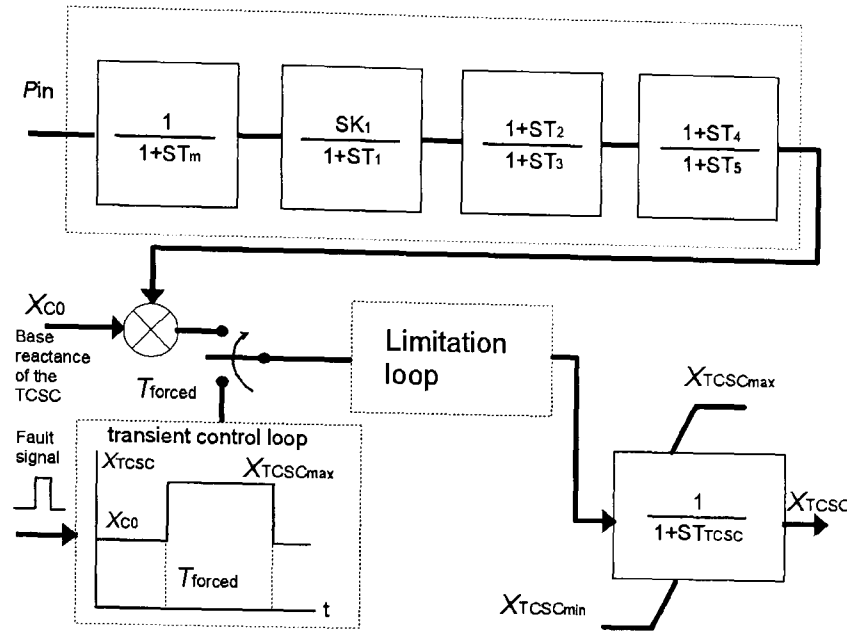 Pin
1
1+STm
SK1
1+ST1
1+ST2
1+ST3
1+ST4
1+ST5
XC0
Base
reactance
of the
TCSC
Tforced
Limitation
loop
XTCSCmax
Fault
signal
transient control loop
XTCSC
XTCSCmax
XC0
Tforced
t
1
1+STTCSC
XTCSC
XTCSCmin